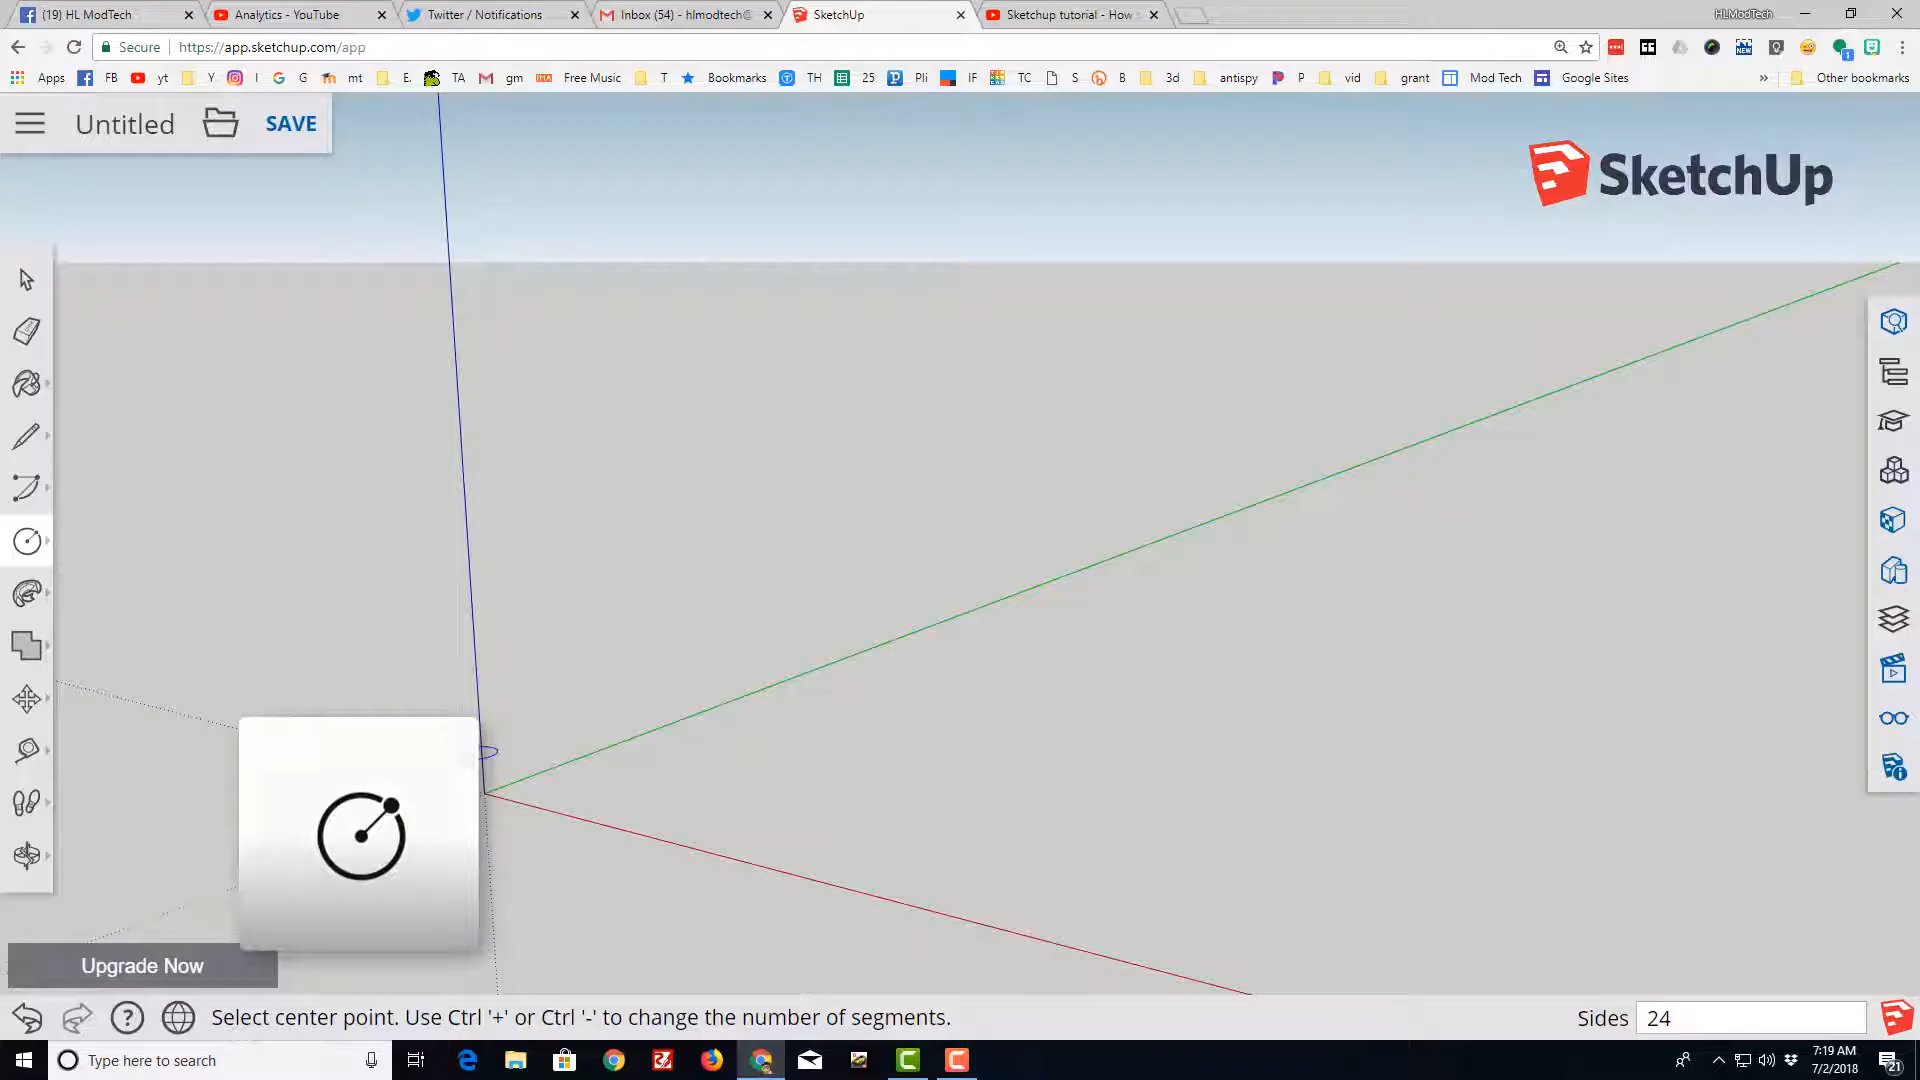 (19) HL ModTech
Analytics - YouTube
Twitter / Notifications
Inbox (54) - hlmodtech@
SketchUp
Sketchup tutorial - How
HLModTech
Secure
https://app.sketchup.com/app
Apps
FB
yt
Y
I
G
G
mt
E.
TA
gm
Free Music
T
Bookmarks
TH
25
Pli
IF
TC
S
B
3d
antispy
P
vid
grant
Mod Tech
Google Sites
»
Other bookmarks
Untitled
SAVE
SketchUp
Upgrade Now
Select center point. Use Ctrl '+' or Ctrl '-' to change the number of segments.
Sides
24
Type here to search
7:19 AM
7/2/2018
21